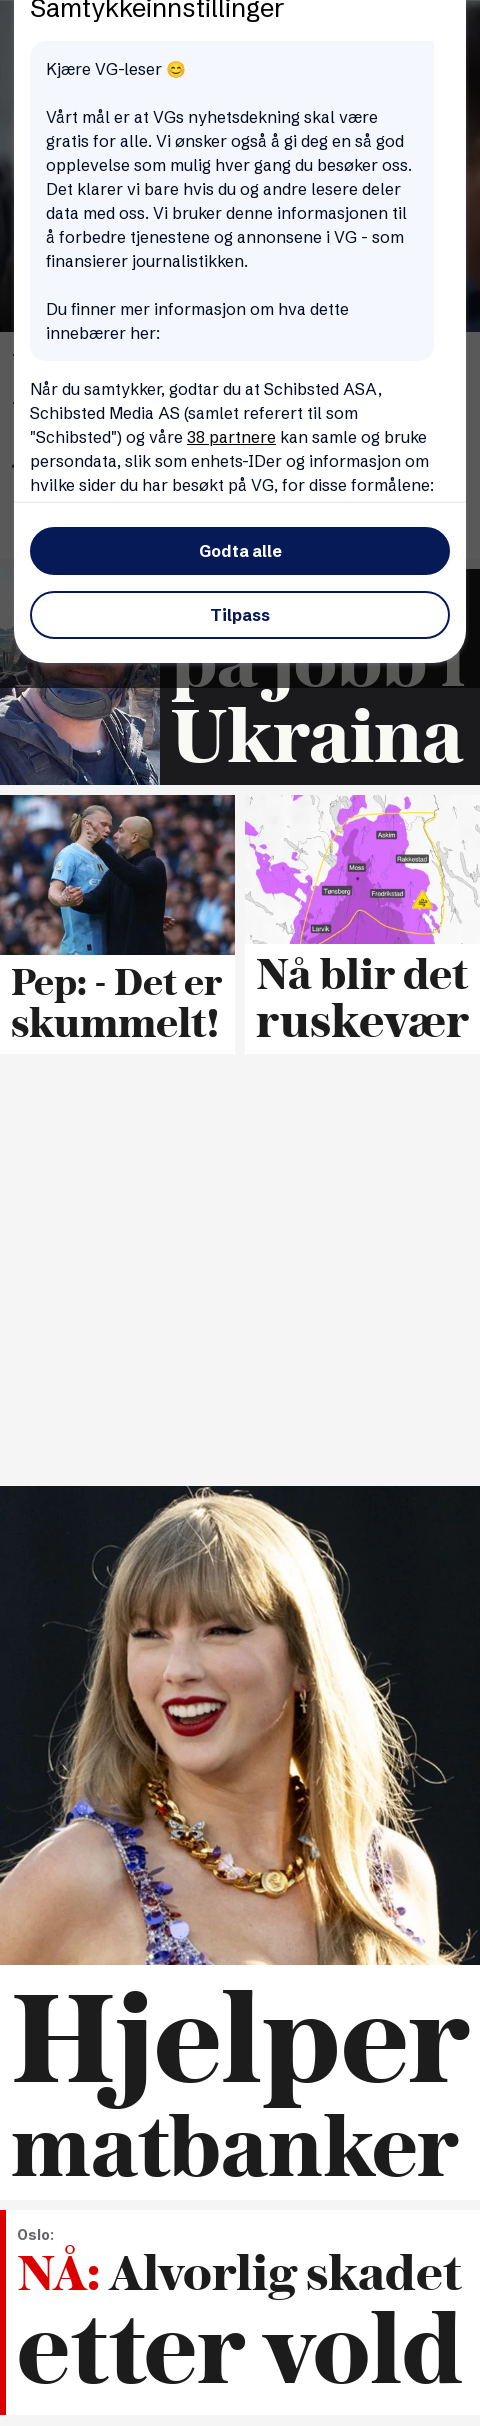 Samtykkeinnstillinger
Kjære VG-leser 😊
Vårt mål er at VGs nyhetsdekning skal være
gratis for alle. Vi ønsker også å gi deg en så god
opplevelse som mulig hver gang du besøker oss.
Det klarer vi bare hvis du og andre lesere deler
data med oss. Vi bruker denne informasjonen til
å forbedre tjenestene og annonsene i VG - som
finansierer journalistikken.
Du finner mer informasjon om hva dette
innebærer her:
Når du samtykker, godtar du at Schibsted ASA,
Schibsted Media AS (samlet referert til som
"Schibsted") og våre 38 partnere kan samle og bruke
persondata, slik som enhets-IDer og informasjon om
hvilke sider du har besøkt på VG, for disse formålene:
Godta alle
Tilpass
på jobb i
Ukraina
Askim
Rakkestad
Moss
Tønsberg
Fredrikstad
Larvik
Pep: - Det er
skummelt!
Nå blir det
ruskevær
Hjelper
matbanker
Oslo:
NÅ: Alvorlig skadet
etter vold